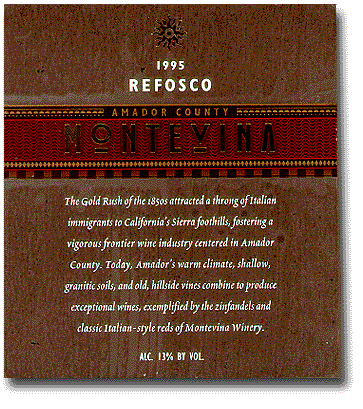 1995
REFOSCO
AMADOR COUNTY
MONTEVINA
The Gold Rush of the 1850s attracted a throng of Italian
immigrants to California's Sierra foothills, fostering a
vigorous frontier wine industry centered in Amador
County. Today, Amador's warm climate, shallow,
granitic soils, and old, hillside vines combine to produce
exceptional wines, exemplified by the zinfandels and
classic Italian-style reds of Montevina Winery.
ALC. 13% BY VOL.